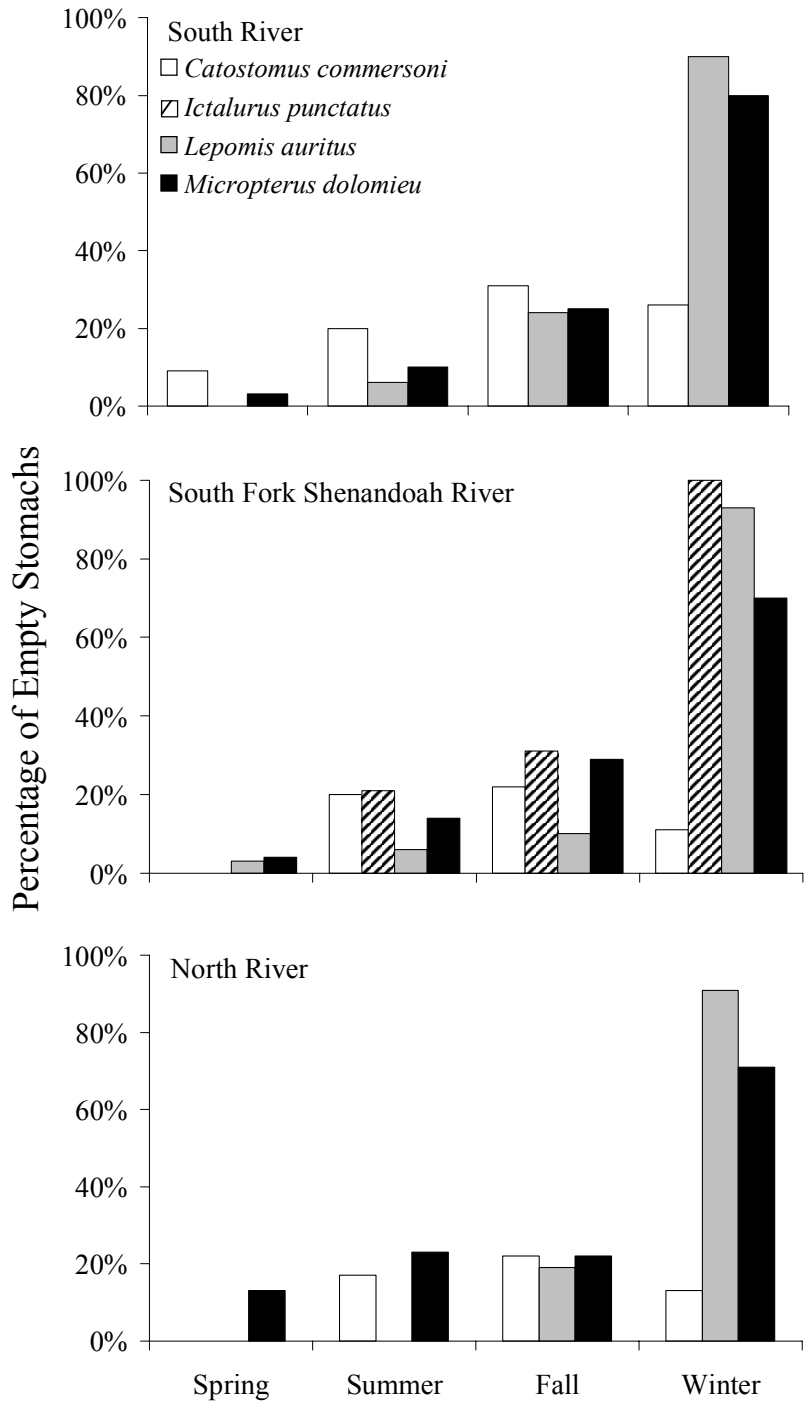 Percentage of Empty Stomachs
South River
Catostomus commersoni
Ictalurus punctatus
Lepomis auritus
Micropterus dolomieu
100%
80%
60%
40%
20%
0%
South Fork Shenandoah River
100%
80%
60%
40%
20%
0%
North River
100%
80%
60%
40%
20%
0%
Spring Summer Fall Winter